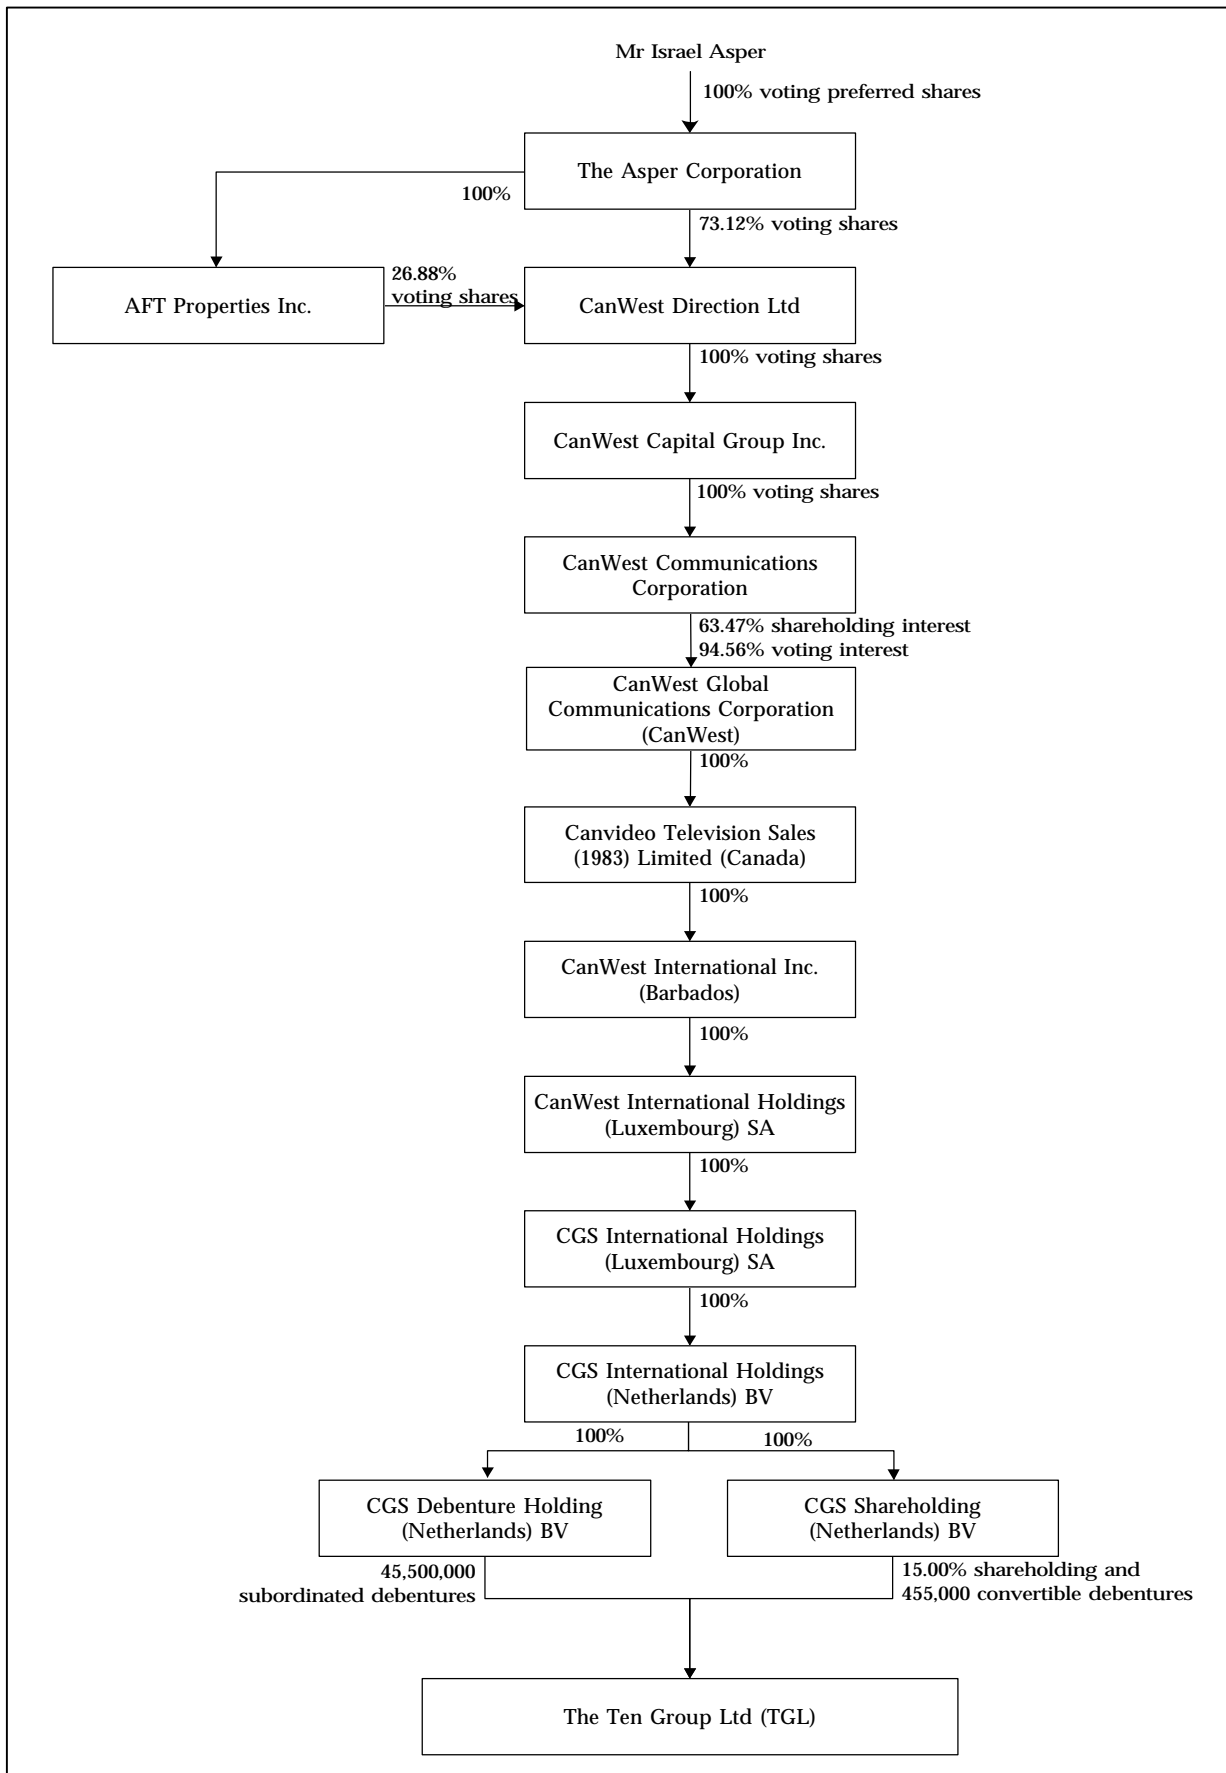 Mr Israel Asper
100% voting preferred shares
The Asper Corporation
100%
73.12% voting shares
AFT Properties Inc.
26.88%
voting shares
CanWest Direction Ltd
100% voting shares
CanWest Capital Group Inc.
100% voting shares
CanWest Communications
Corporation
63.47% shareholding interest
94.56% voting interest
CanWest Global
Communications Corporation
(CanWest)
100%
Canvideo Television Sales
(1983) Limited (Canada)
100%
CanWest International Inc.
(Barbados)
100%
CanWest International Holdings
(Luxembourg) SA
100%
CGS International Holdings
(Luxembourg) SA
100%
CGS International Holdings
(Netherlands) BV
100%
100%
CGS Debenture Holding
(Netherlands) BV
CGS Shareholding
(Netherlands) BV
45,500,000
subordinated debentures
15.00% shareholding and
455,000 convertible debentures
The Ten Group Ltd (TGL)